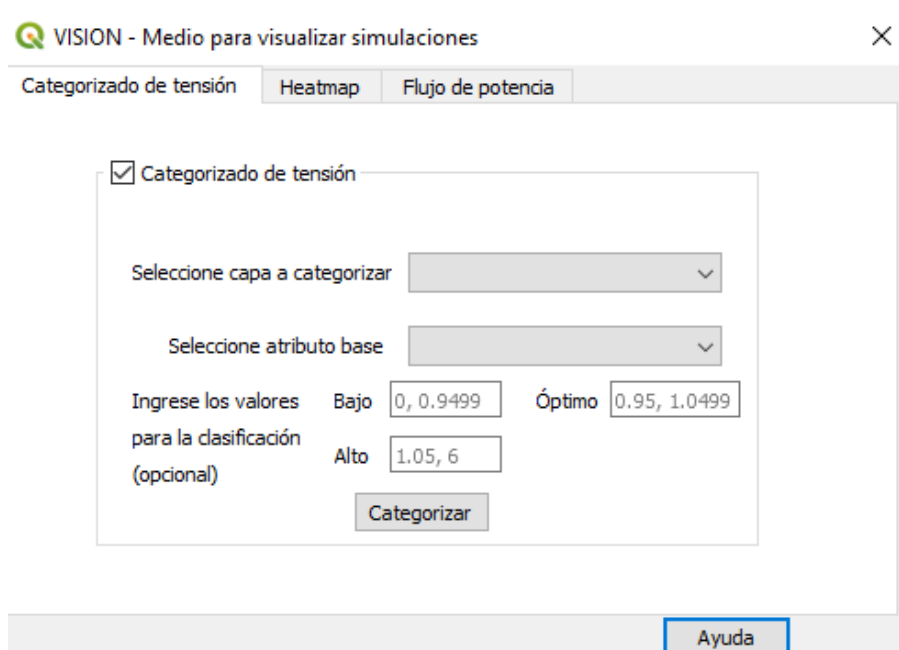 VISION - Medio para visualizar simulaciones
Categorizado de tensión Heatmap Flujo de potencia
Categorizado de tensión
Seleccione capa a categorizar
Seleccione atributo base
Ingrese los valores Bajo 0, 0.9499 Óptimo 0.95, 1.0499
para la clasificación
Alto 1.05, 6
(opcional)
Categorizar
Ayuda